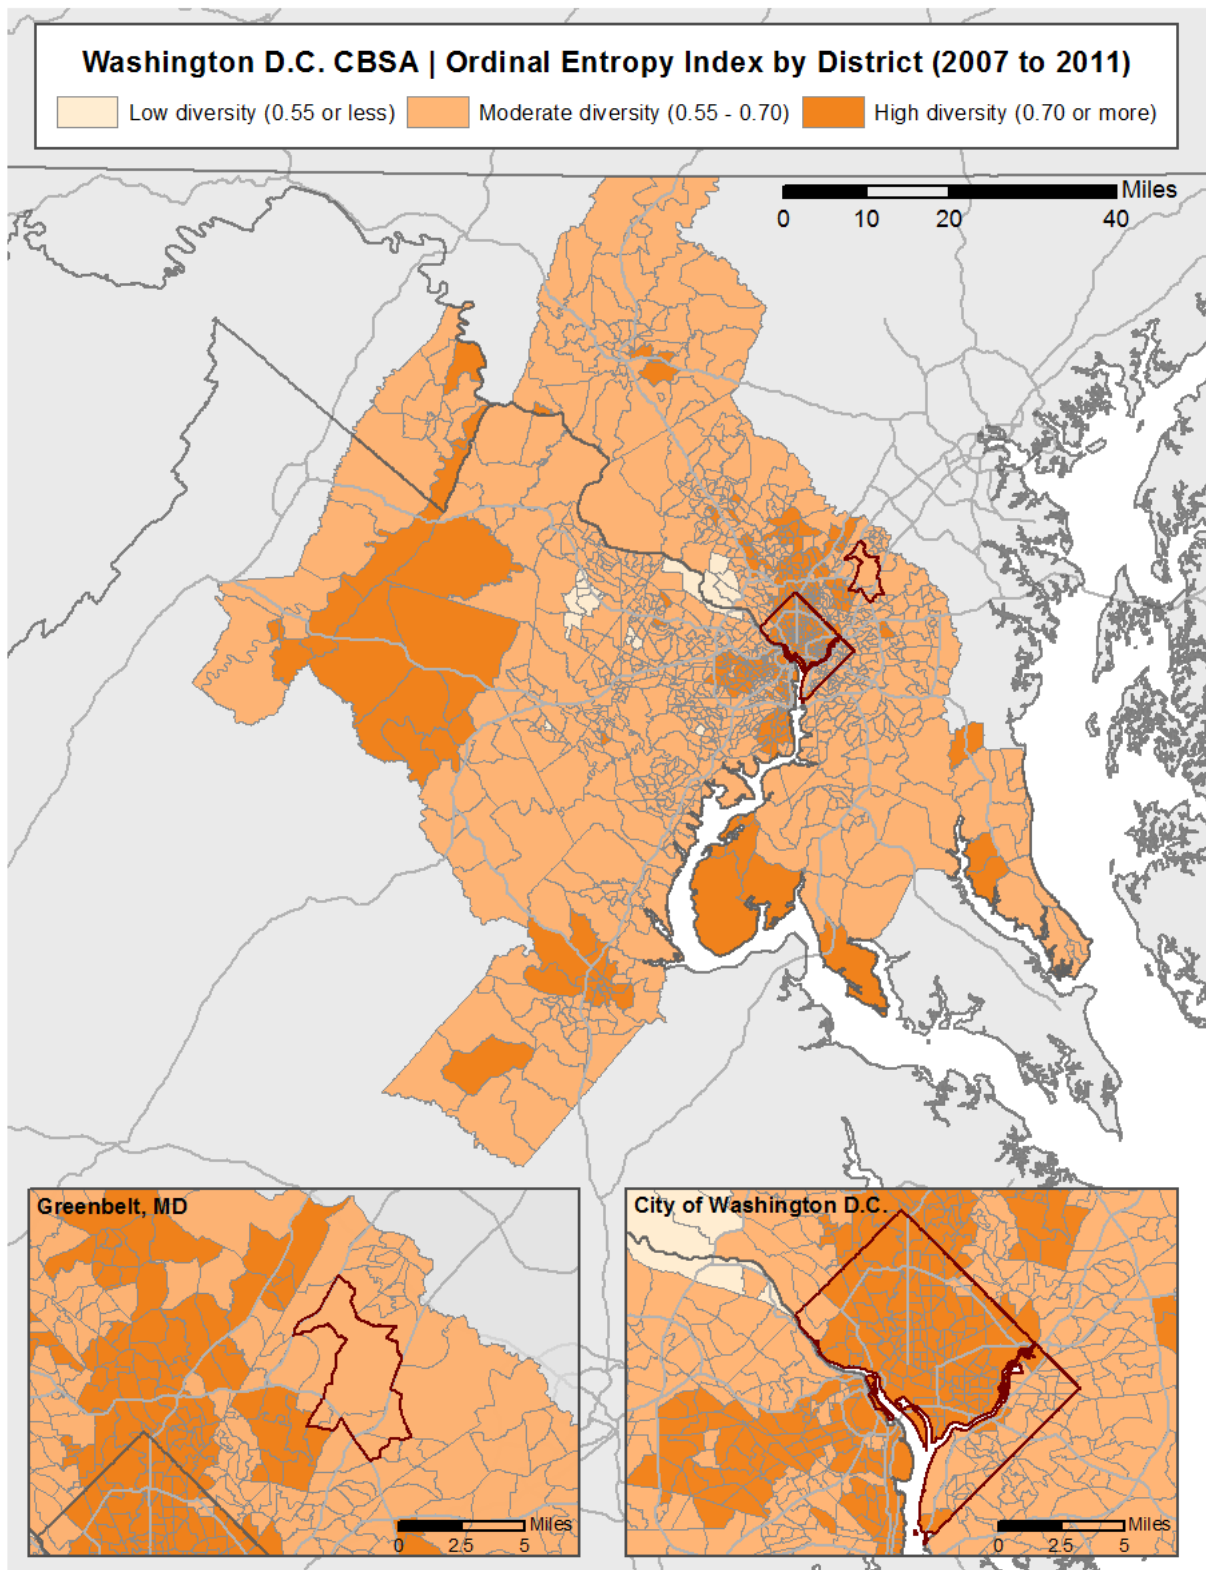 Washington D.C. CBSA | Ordinal Entropy Index by District (2007 to 2011)
Low diversity (0.55 or less) Moderate diversity (0.55 - 0.70) High diversity (0.70 or more)
Miles
0 10 20 40
Greenbelt, MD
Miles
0 2.5 5
City of Washington D.C.
Miles
0 2.5 5